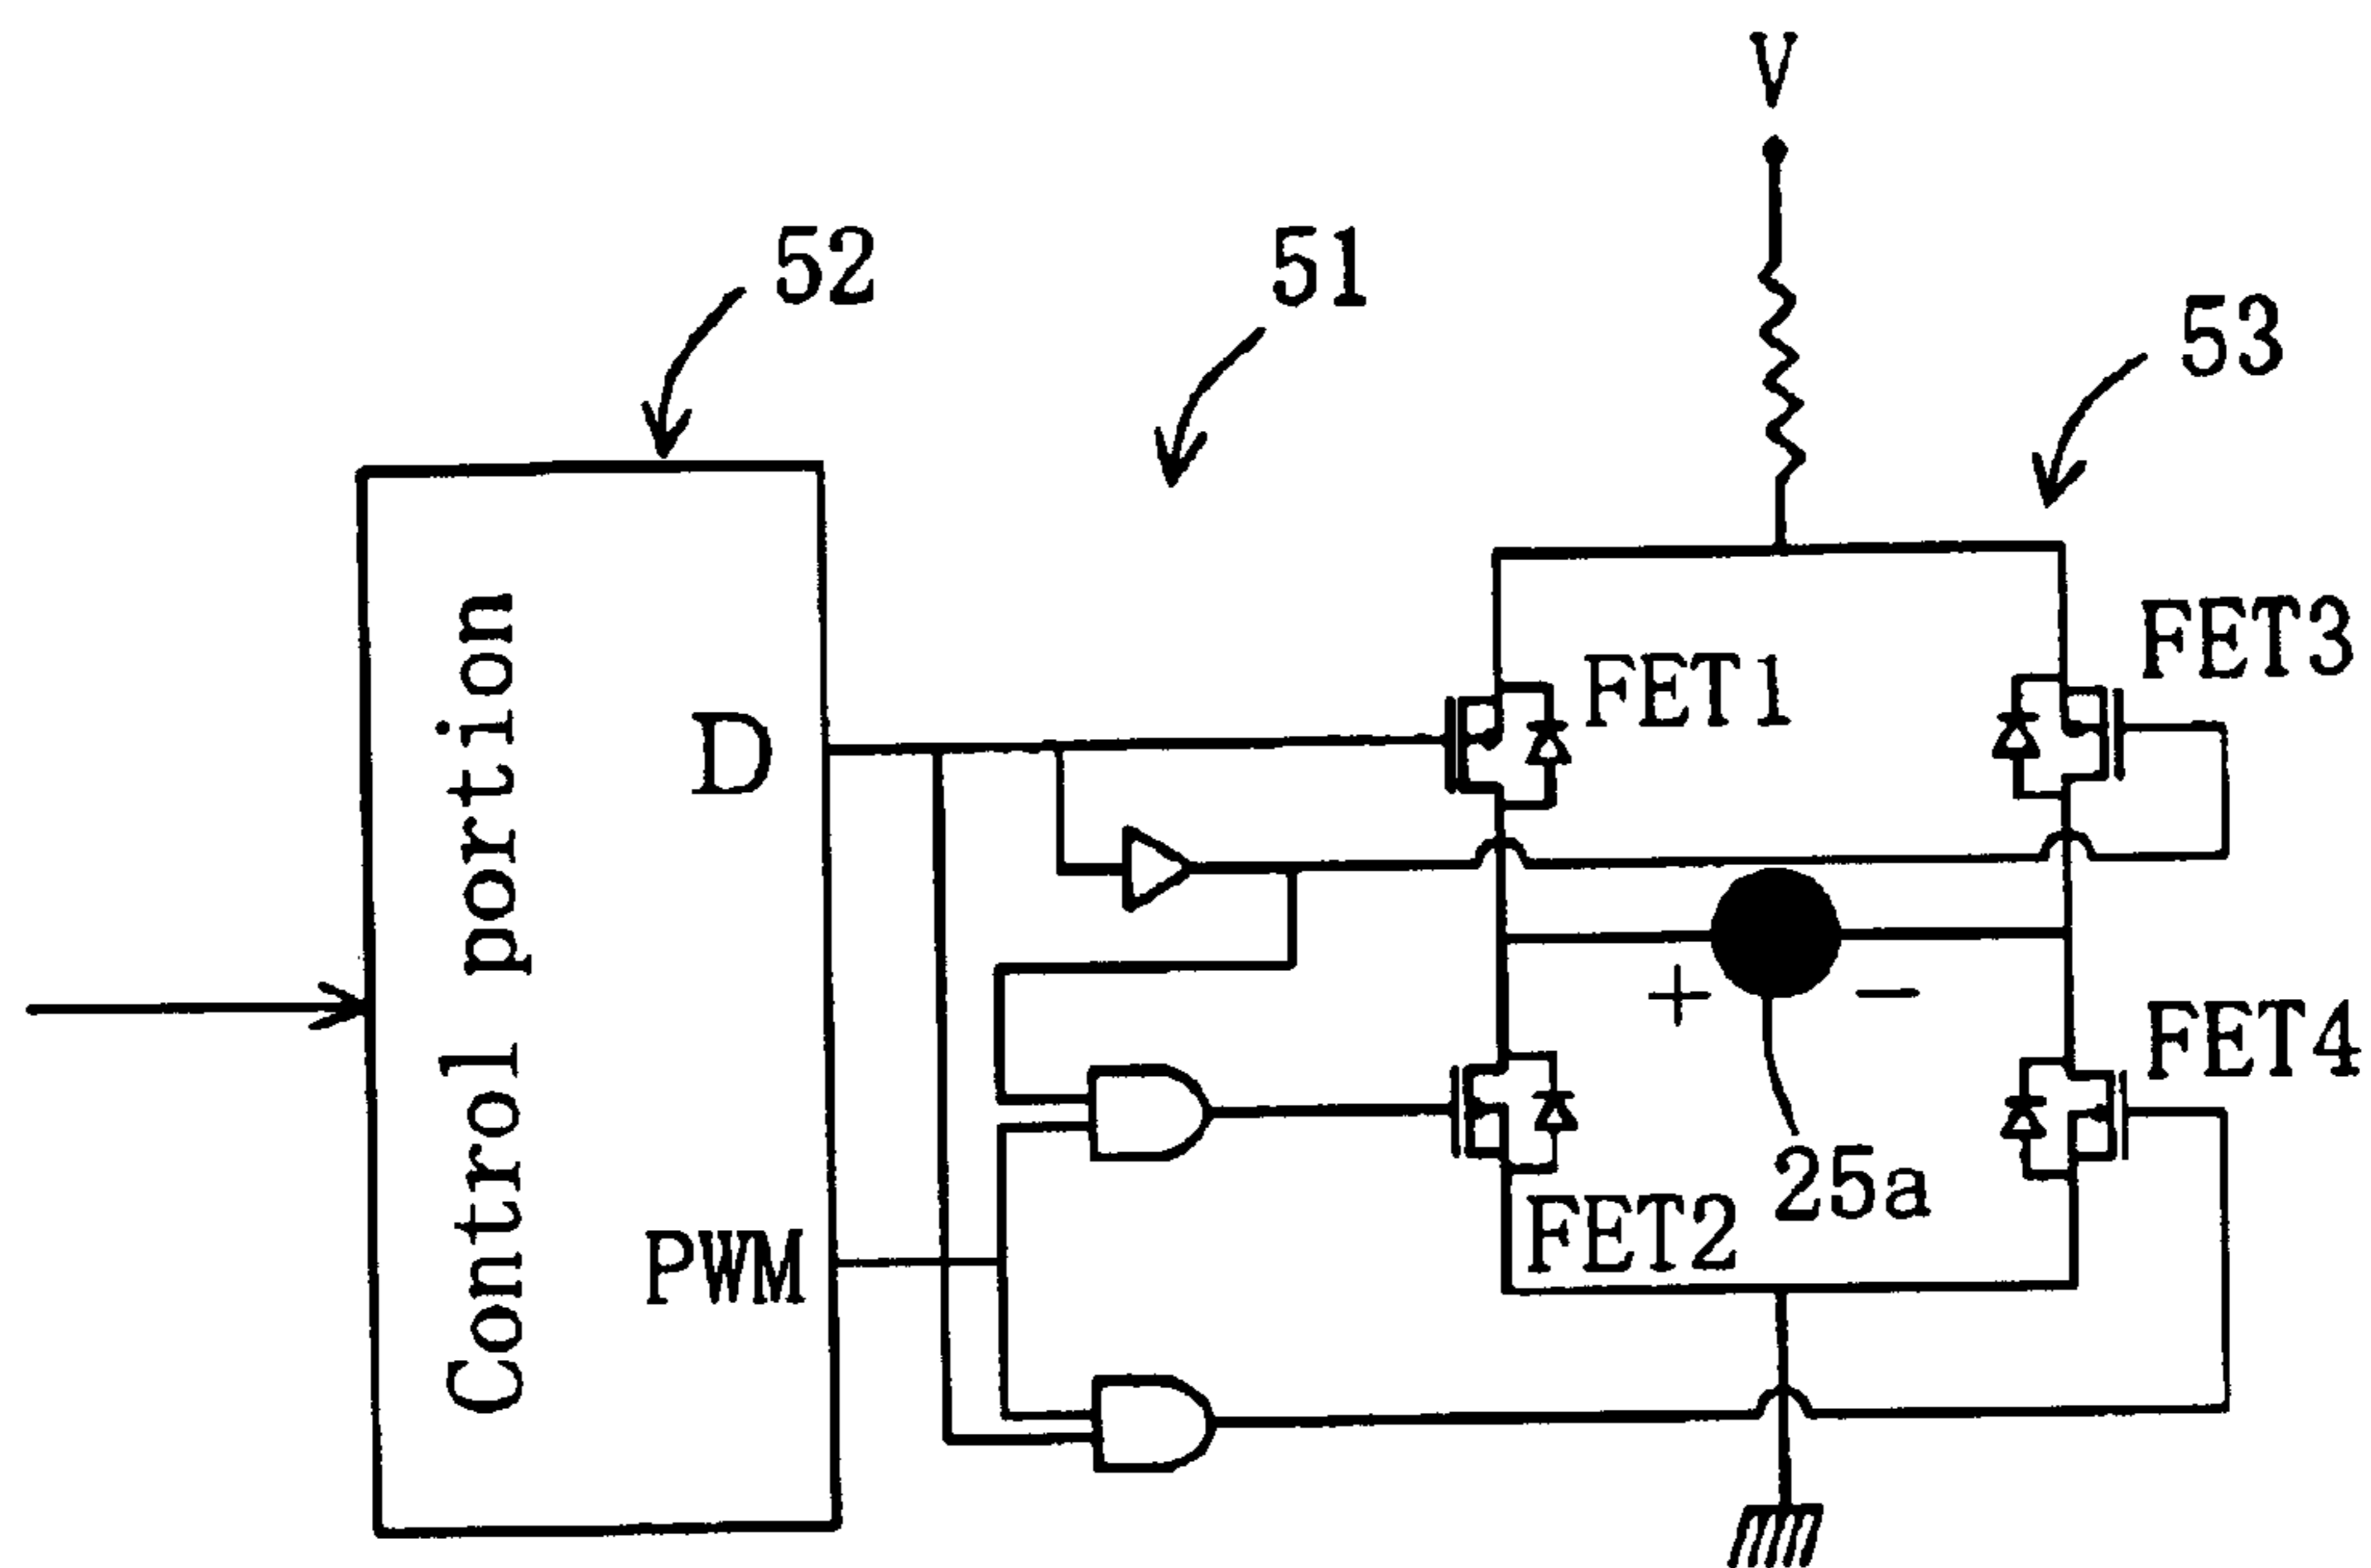 V
52
51
53
FET3
FET1
D
Control portion
+
−
FET4
25a
FET2
PWM